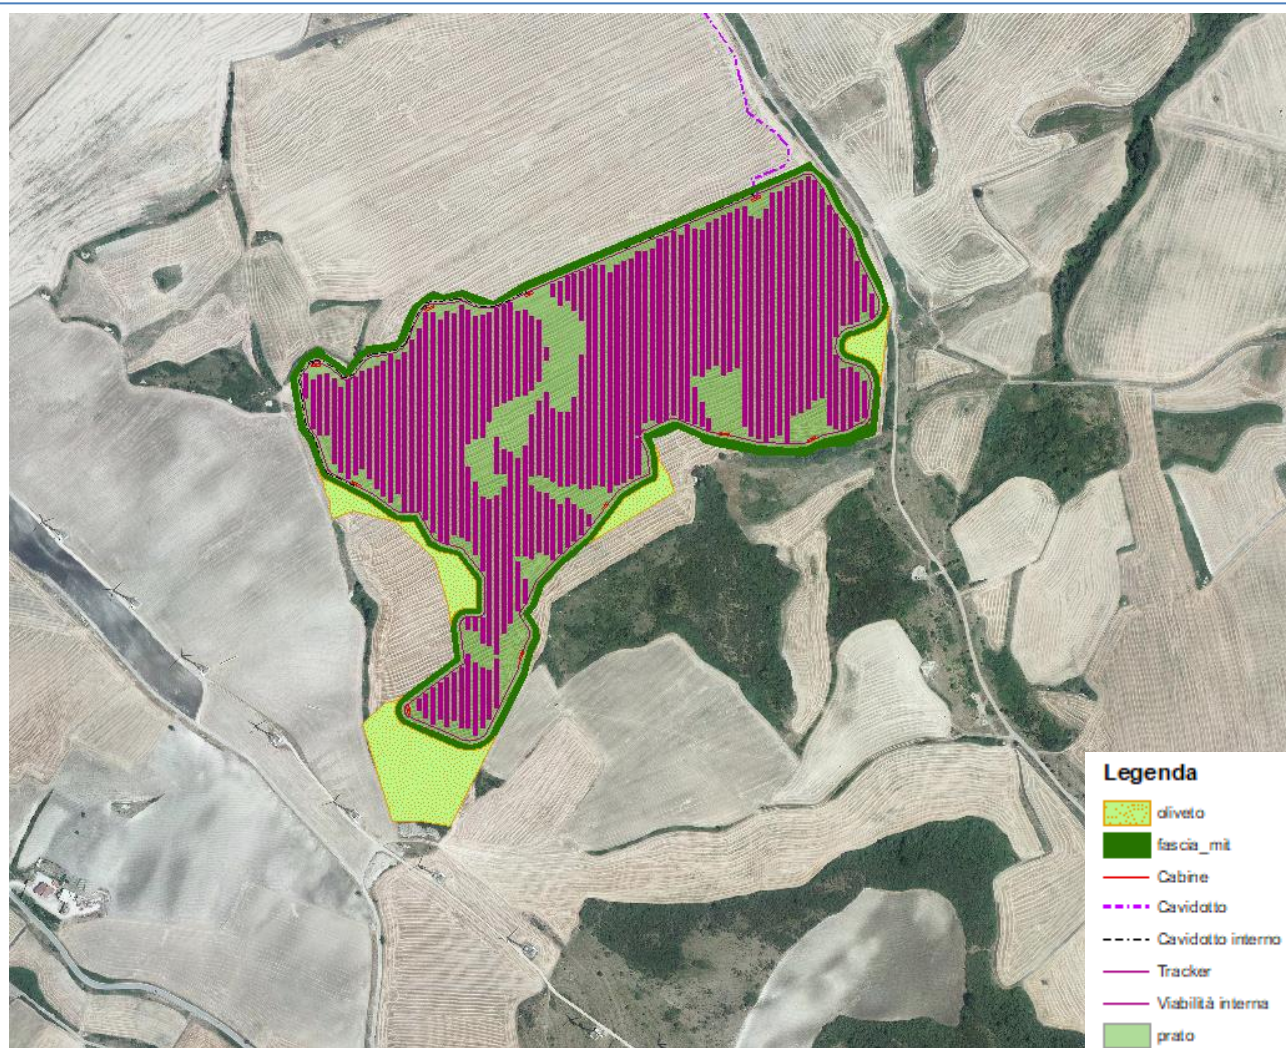 Legenda
oliveto
fascia_mit
Cabine
Cavidotto
Cavidotto interno
Tracker
Viabilità interna
prato